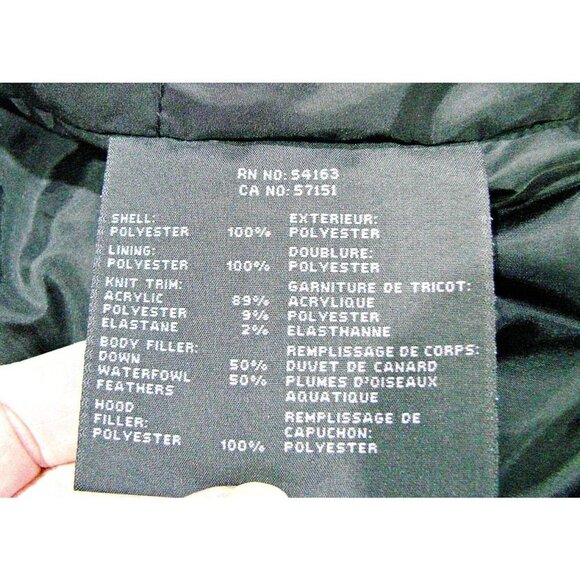 RN NO: 54163
CA NO: 57151
SHELL:
POLYESTER 100%
LINING:
POLYESTER 100%
KNIT TRIM:
ACRYLIC 89%
POLYESTER 9%
ELASTANE 2%
BODY FILLER:
DOWN 50%
WATERFOWL 50%
FEATHERS
HOOD
FILLER:
POLYESTER 100%
EXTERIEUR:
POLYESTER
DOUBLURE:
POLYESTER
GARNITURE DE TRICOT:
ACRYLIQUE
POLYESTER
ELASTHANNE
REMPLISSAGE DE CORPS:
DUVET DE CANARD
PLUMES D'OISEAUX
AQUATIQUE
REMPLISSAGE DE
CAPUCHON:
POLYESTER